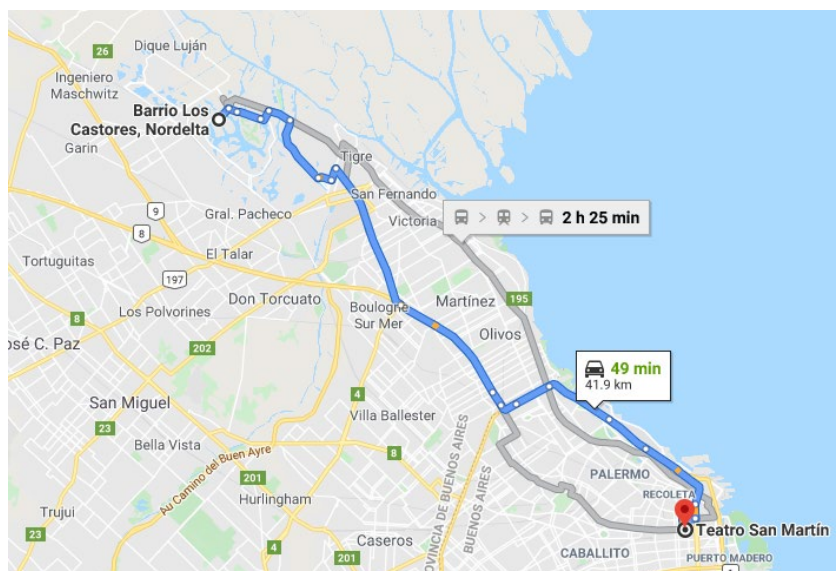 Dique Luján
26
Ingeniero
Maschwitz
Barrio Los
Castores, Nordelta
Garin
Tigre
San Fernando
9
Gral. Pacheco
Victoria
2 h 25 min
8
El Talar
Tortuguitas
197
Don Torcuato
Martínez
195
Los Polvorines
Boulogne
Sur Mer
8
Olivos
José C. Paz
202
49 min
41.9 km
4
San Miguel
Villa Ballester
23
Bella Vista
8
PALERMO
Au Camino del Buen Ayre
201
201
PROVINCIA DE BUENOS AIRES
BUENOS AIRES
RECOLETA
Hurlingham
Trujui
Teatro San Martín
23
4
201
Caseros
CABALLITO
PUERTO MADERO
1